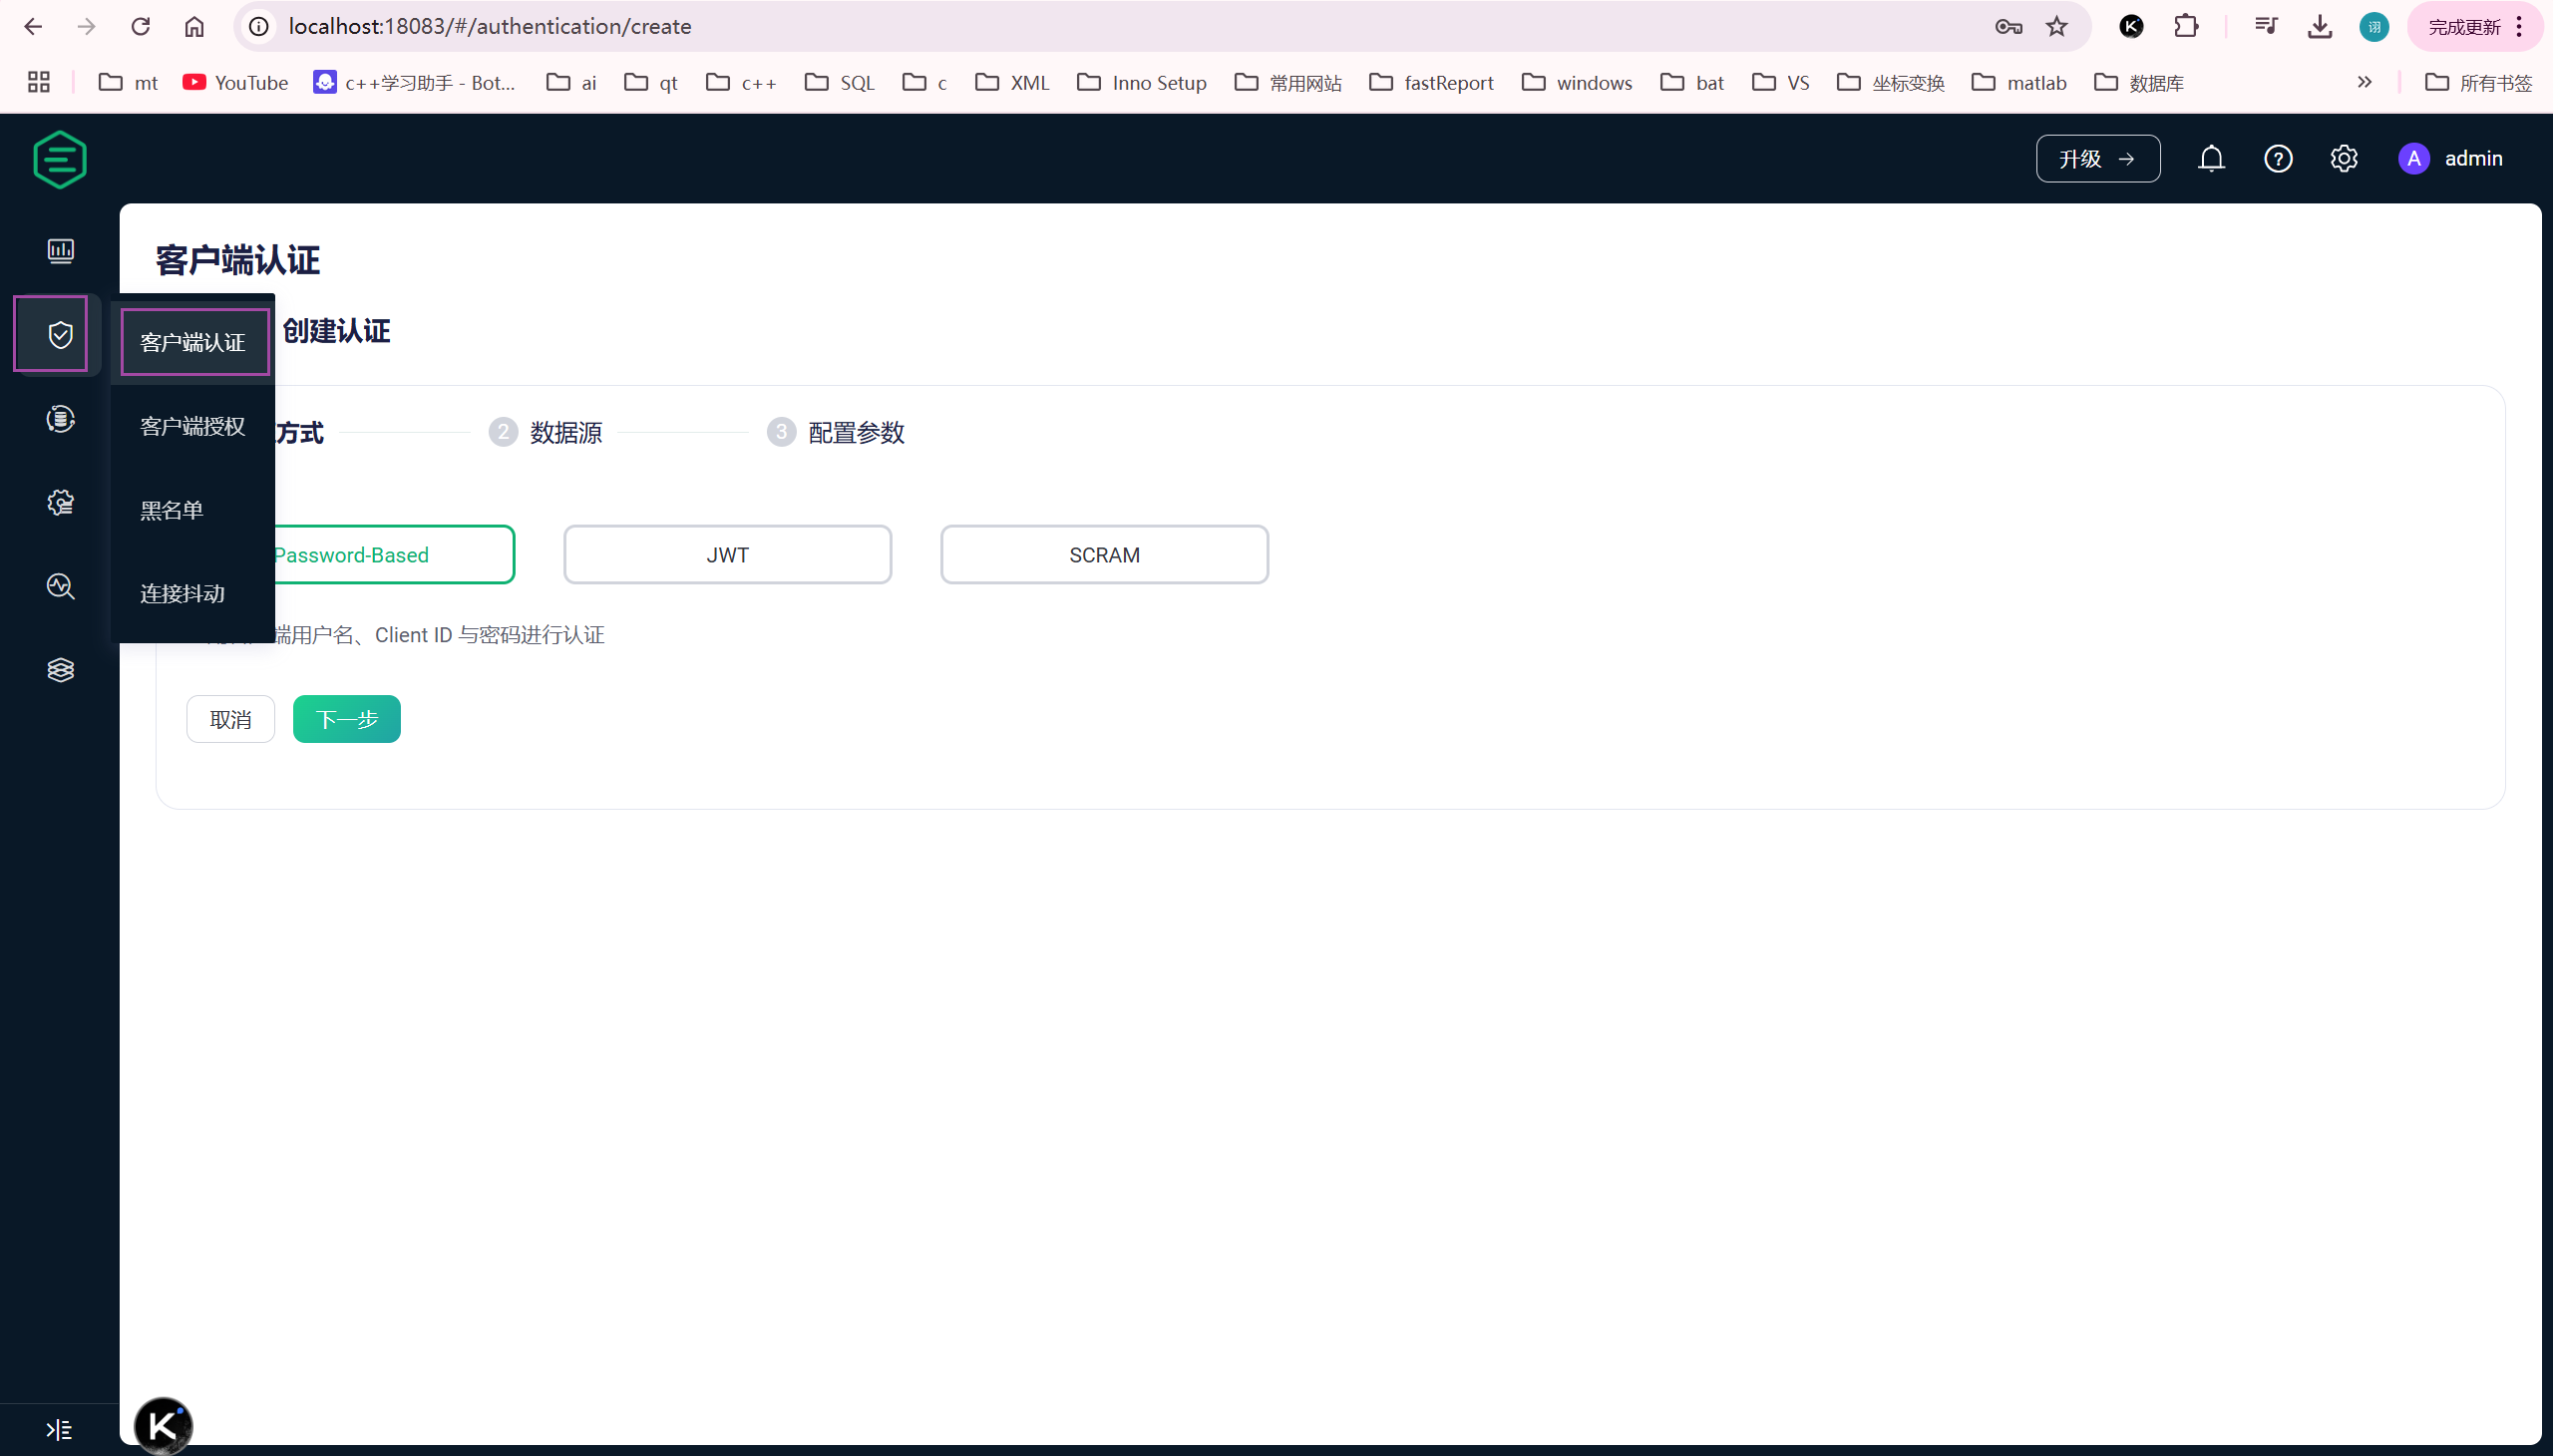 localhost:18083/#/authentication/create
诩
完成更新
mt
YouTube
c++学习助手 - Bot...
ai
qt
c++
SQL
c
XML
Inno Setup
常用网站
fastReport
windows
bat
VS
坐标变换
matlab
数据库
所有书签
升级
A
admin
客户端认证
创建认证
客户端认证
客户端授权
黑名单
连接抖动
方式
2 数据源
3 配置参数
Password-Based
JWT
SCRAM
端用户名、Client ID 与密码进行认证
取消
下一步
K